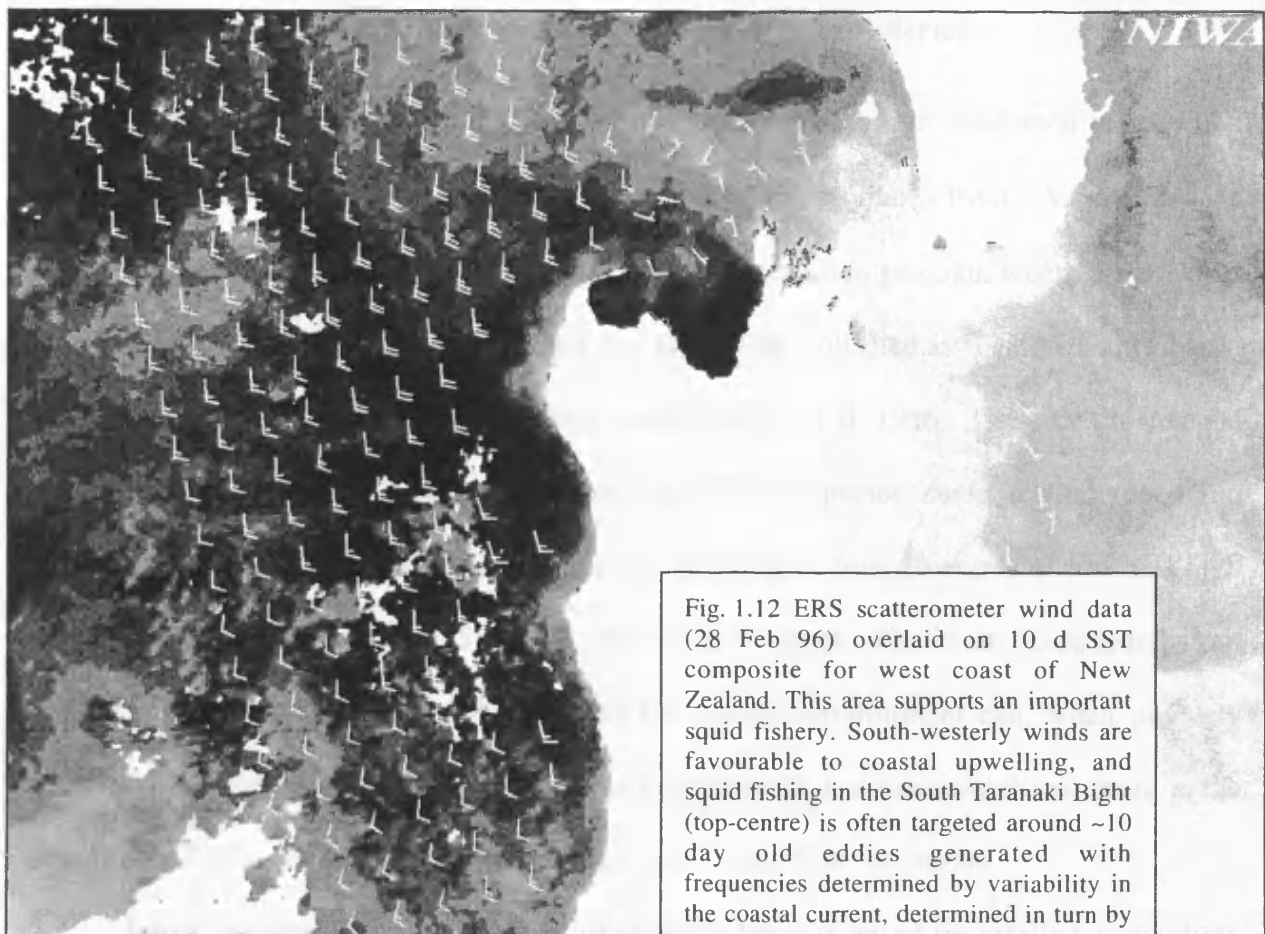 NIWA
Fig. 1.12 ERS scatterometer wind data
(28 Feb 96) overlaid on 10 d SST
composite for west coast of New
Zealand. This area supports an important
squid fishery. South-westerly winds are
favourable to coastal upwelling, and
squid fishing in the South Taranaki Bight
(top-centre) is often targeted around ~10
day old eddies generated with
frequencies determined by variability in
the coastal current, determined in turn by